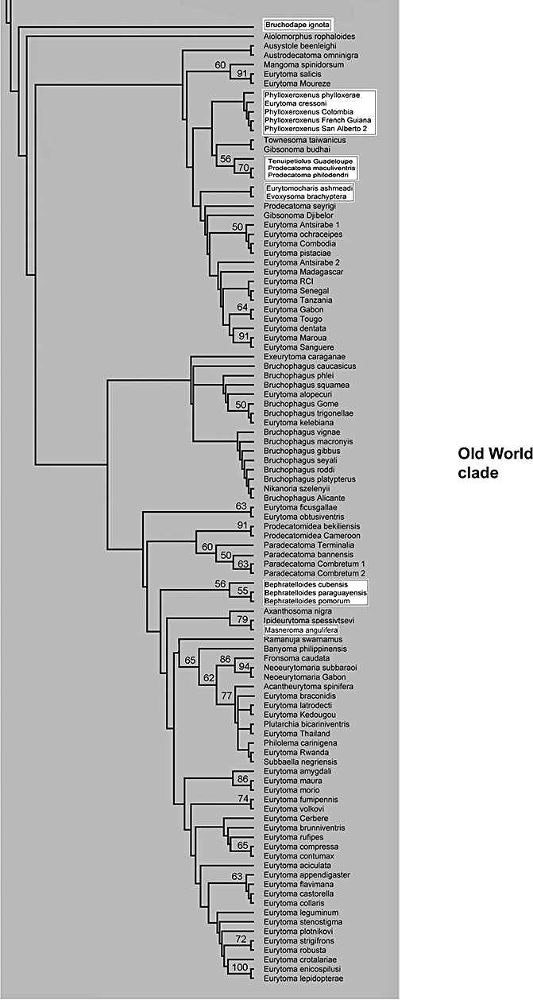 Bruchodape ignota
Aiolomorphus rophaloides
Ausystole beenleighi
Austrodecatoma omninigra
60 Mangoma spinidorsum
91 Eurytoma salicis
Eurytoma Moureze
Phylloxeroxenus phylloxerae
Eurytoma cressoni
Phylloxeroxenus Colombia
Phylloxeroxenus French Guiana
Phylloxeroxenus San Alberto 2
Townesoma taiwanicus
Gibsonoma budhai
56 Tenuipetiolus Guadeloupe
70 Prodecatoma maculiventris
Prodecatoma philodendri
Eurytomocharis ashmeadi
Evoxysoma brachyptera
Prodecatoma seyrigi
Gibsonoma Djibelor
50 Eurytoma Antsirabe 1
Eurytoma ochraceipes
Eurytoma Combodia
Eurytoma pistaciae
Eurytoma Antsirabe 2
Eurytoma Madagascar
Eurytoma RCI
Eurytoma Senegal
Eurytoma Tanzania
64 Eurytoma Gabon
Eurytoma Tougo
Eurytoma dentata
91 Eurytoma Maroua
Eurytoma Sanguere
Exeurytoma caraganae
Bruchophagus caucasicus
Bruchophagus phlei
Bruchophagus squamea
Eurytoma alopecuri
50 Bruchophagus Gome
Bruchophagus trigonellae
Eurytoma kelebiana
Bruchophagus vignae
Bruchophagus macronyis
Bruchophagus gibbus
Bruchophagus seyali
Bruchophagus roddi
Bruchophagus platypterus
Nikanoria szelenyii
Bruchophagus Alicante
63 Eurytoma ficusgallae
Eurytoma obtusiventris
91 Prodecatomidea bekiliensis
Prodecatomidea Cameroon
60 Paradecatoma Terminalia
50 Paradecatoma bannensis
63 Paradecatoma Combretum 1
Paradecatoma Combretum 2
56 Bephratelloides cubensis
55 Bephratelloides paraguayensis
Bephratelloides pomorum
Axanthosoma nigra
79 Ipideurytoma spessivtsevi
Masneroma angulifera
Ramanuja swarnamus
Banyoma philippinensis
65 86 Fronsoma caudata
94 Neoeurytomaria subbaraoi
62 Neoeurytomaria Gabon
Acantheurytoma spinifera
77 Eurytoma braconidis
Eurytoma latrodecti
Eurytoma Kedougou
Plutarchia bicariniventris
Eurytoma Thailand
Philolema carinigena
Eurytoma Rwanda
Subbaella negriensis
Eurytoma amygdali
86 Eurytoma maura
Eurytoma morio
74 Eurytoma fumipennis
Eurytoma volkovi
Eurytoma Cerbere
Eurytoma brunniventris
Eurytoma rufipes
65 Eurytoma compressa
Eurytoma contumax
Eurytoma aciculata
63 Eurytoma appendigaster
Eurytoma flavimana
Eurytoma castorella
Eurytoma collaris
Eurytoma leguminum
Eurytoma stenostigma
Eurytoma plotnikovi
72 Eurytoma strigifrons
Eurytoma robusta
Eurytoma crotalariae
100 Eurytoma enicospilusi
Eurytoma lepidopterae
Old World
clade